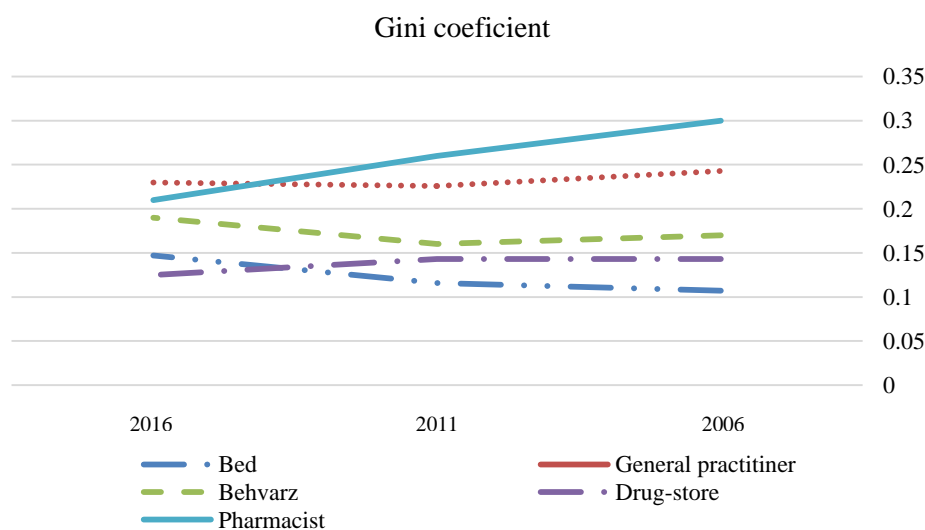 Gini coeficient
0.35
0.3
0.25
0.2
0.15
0.1
0.05
0
2016 2011 2006
Bed General practitiner
Behvarz Drug-store
Pharmacist